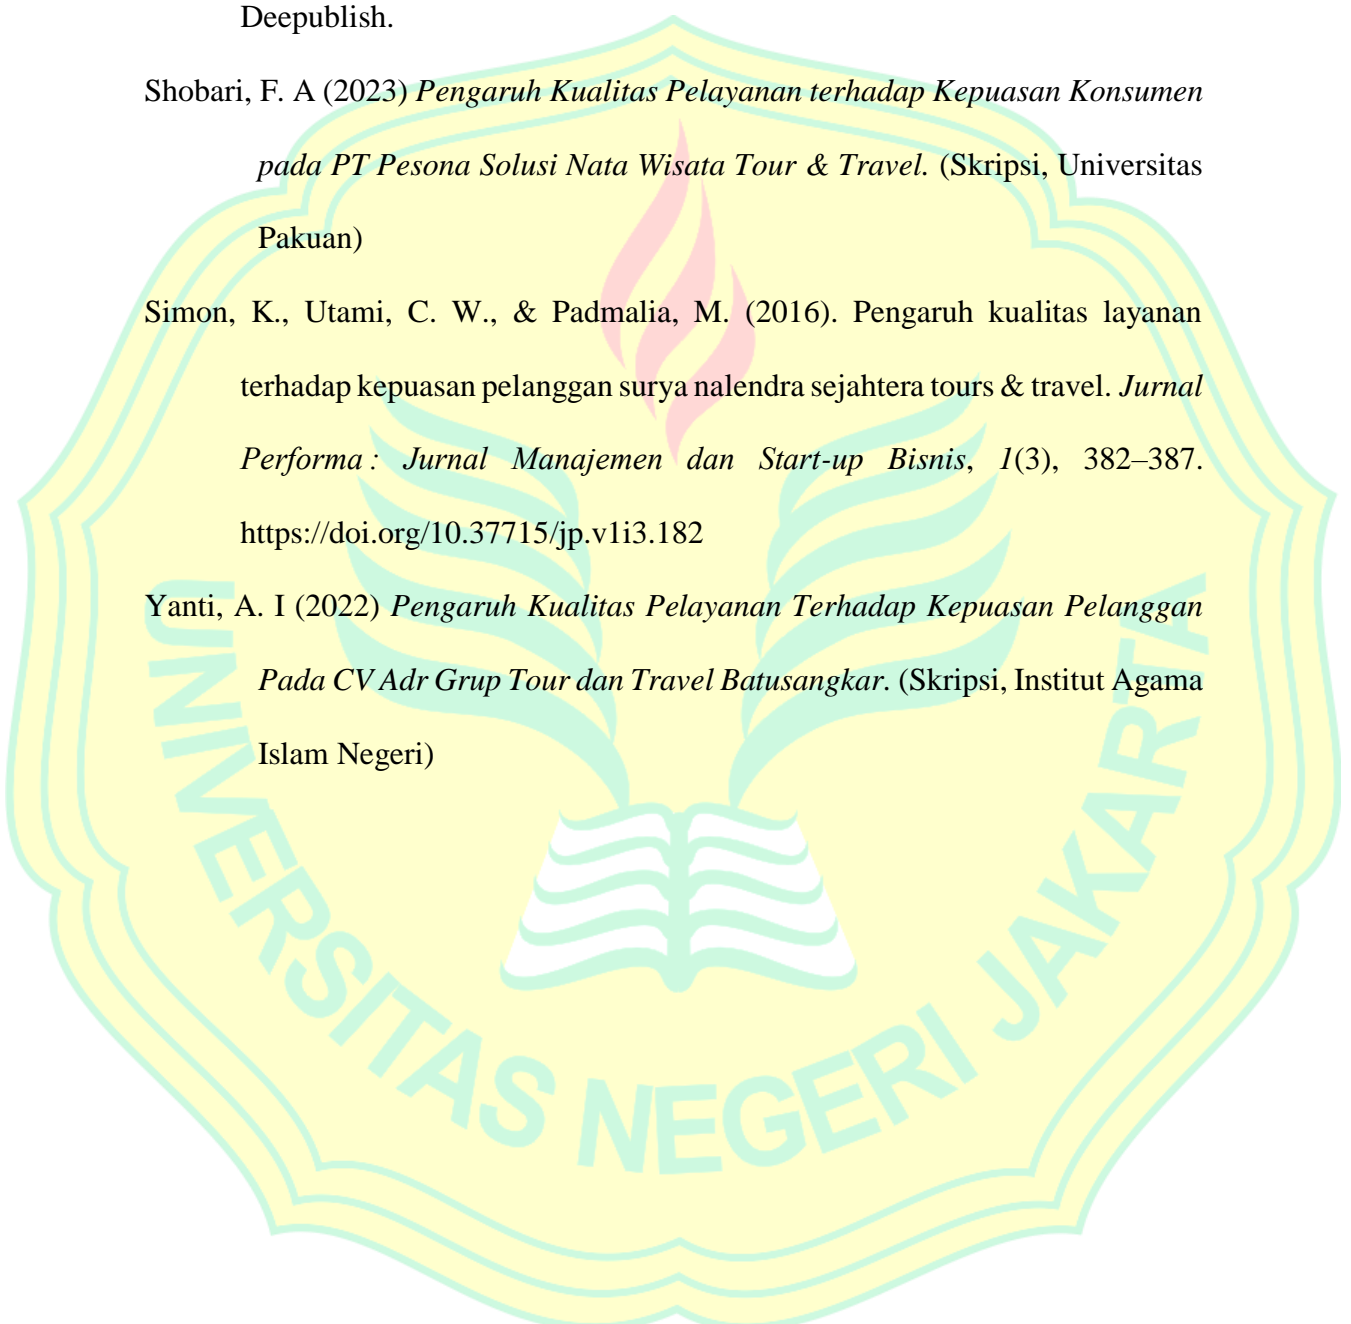 Deepublish.
Shobari, F. A (2023) Pengaruh Kualitas Pelayanan terhadap Kepuasan Konsumen
pada PT Pesona Solusi Nata Wisata Tour & Travel. (Skripsi, Universitas
Pakuan)
Simon, K., Utami, C. W., & Padmalia, M. (2016). Pengaruh kualitas layanan
terhadap kepuasan pelanggan surya nalendra sejahtera tours & travel. Jurnal
Performa : Jurnal Manajemen dan Start-up Bisnis, 1(3), 382–387.
https://doi.org/10.37715/jp.v1i3.182
Yanti, A. I (2022) Pengaruh Kualitas Pelayanan Terhadap Kepuasan Pelanggan
Pada CV Adr Grup Tour dan Travel Batusangkar. (Skripsi, Institut Agama
Islam Negeri)
UNIVERSITAS NEGERI JAKARTA